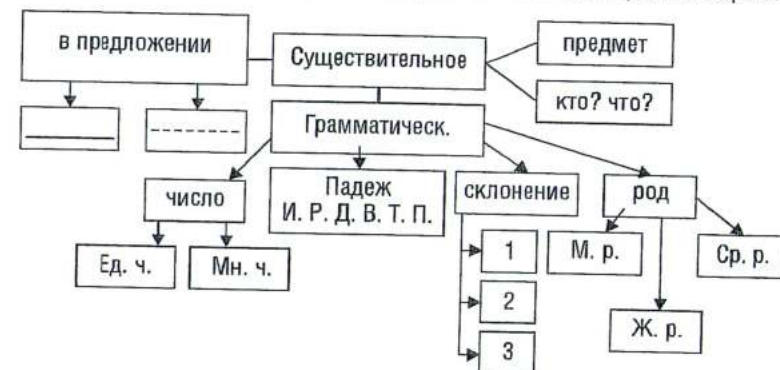 в предложении
Существительное
предмет
кто? что?
Грамматическ.
число
Падеж
И. Р. Д. В. Т. П.
склонение
род
Ед. ч.
Мн. ч.
1
2
3
М. р.
Ж. р.
Ср. р.